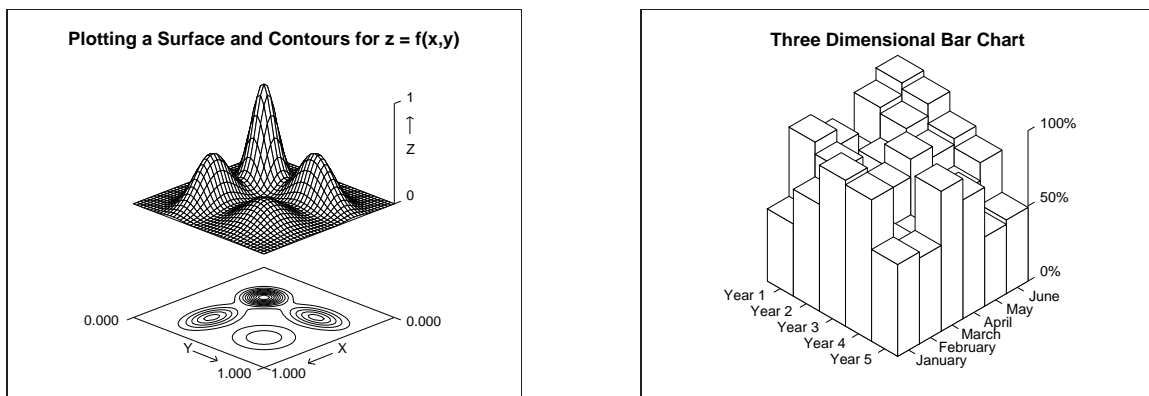 Plotting a Surface and Contours for z = f(x,y)
1
Z
0
0.000
0.000
Y
X
1.000
1.000
Three Dimensional Bar Chart
100%
50%
0%
Year 1
Year 2
Year 3
Year 4
Year 5
June
May
April
March
February
January